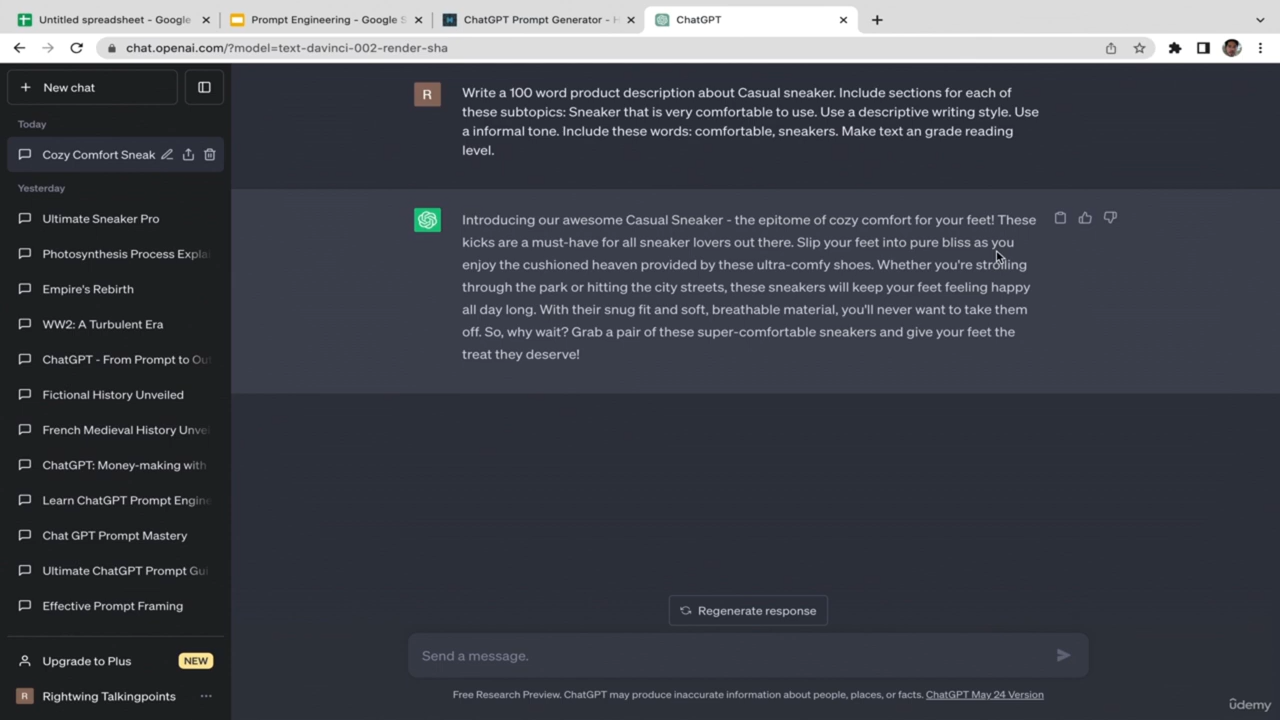 Untitled spreadsheet - Google
Prompt Engineering - Google S
ChatGPT Prompt Generator - H
ChatGPT
chat.openai.com/?model=text-davinci-002-render-sha
New chat
Today
Cozy Comfort Sneak
Yesterday
Ultimate Sneaker Pro
Photosynthesis Process Expla
Empire's Rebirth
WW2: A Turbulent Era
ChatGPT - From Prompt to Ou
Fictional History Unveiled
French Medieval History Unve
ChatGPT: Money-making with
Learn ChatGPT Prompt Engine
Chat GPT Prompt Mastery
Ultimate ChatGPT Prompt Gui
Effective Prompt Framing
Upgrade to Plus NEW
R Rightwing Talkingpoints
R
Write a 100 word product description about Casual sneaker. Include sections for each of
these subtopics: Sneaker that is very comfortable to use. Use a descriptive writing style. Use
a informal tone. Include these words: comfortable, sneakers. Make text an grade reading
level.
Introducing our awesome Casual Sneaker - the epitome of cozy comfort for your feet! These
kicks are a must-have for all sneaker lovers out there. Slip your feet into pure bliss as you
enjoy the cushioned heaven provided by these ultra-comfy shoes. Whether you're strolling
through the park or hitting the city streets, these sneakers will keep your feet feeling happy
all day long. With their snug fit and soft, breathable material, you'll never want to take them
off. So, why wait? Grab a pair of these super-comfortable sneakers and give your feet the
treat they deserve!
Regenerate response
Send a message.
Free Research Preview. ChatGPT may produce inaccurate information about people, places, or facts. ChatGPT May 24 Version
ûdemy